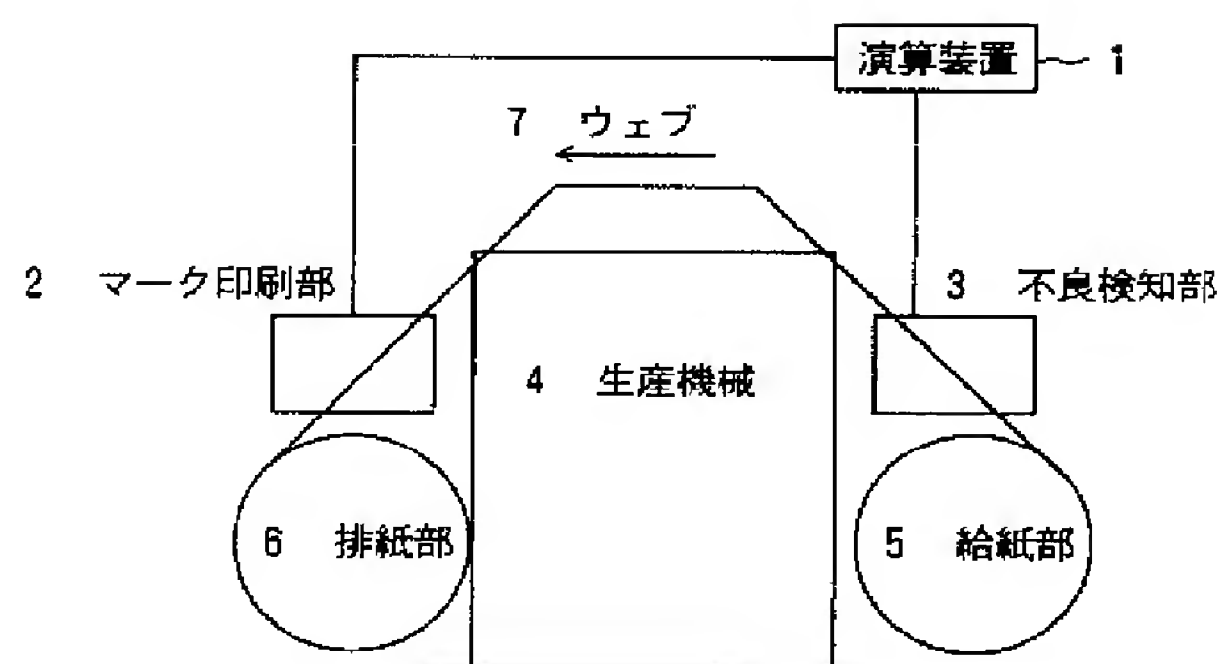 演算装置 1
7 ウェブ
2 マーク印刷部
3 不良検知部
4 生産機械
6 排紙部
5 給紙部